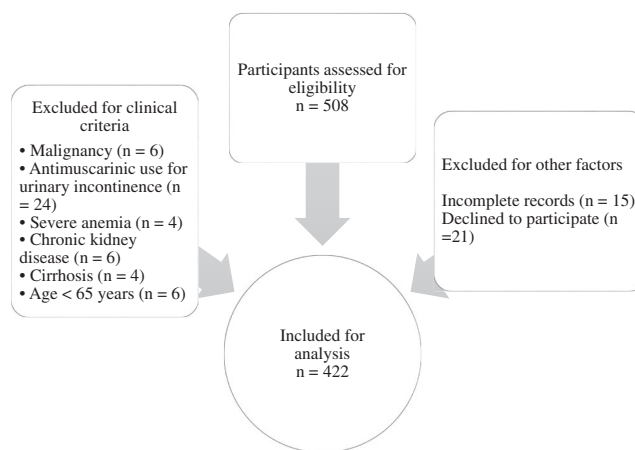 Participants assessed for
eligibility
n = 508
Excluded for clinical
criteria
• Malignancy (n = 6)
• Antimuscarinic use for
urinary incontinence (n
= 24)
• Severe anemia (n = 4)
• Chronic kidney
disease (n = 6)
• Cirrhosis (n = 4)
• Age < 65 years (n = 6)
Excluded for other factors
Incomplete records (n = 15)
Declined to participate (n
=21)
Included for
analysis
n = 422